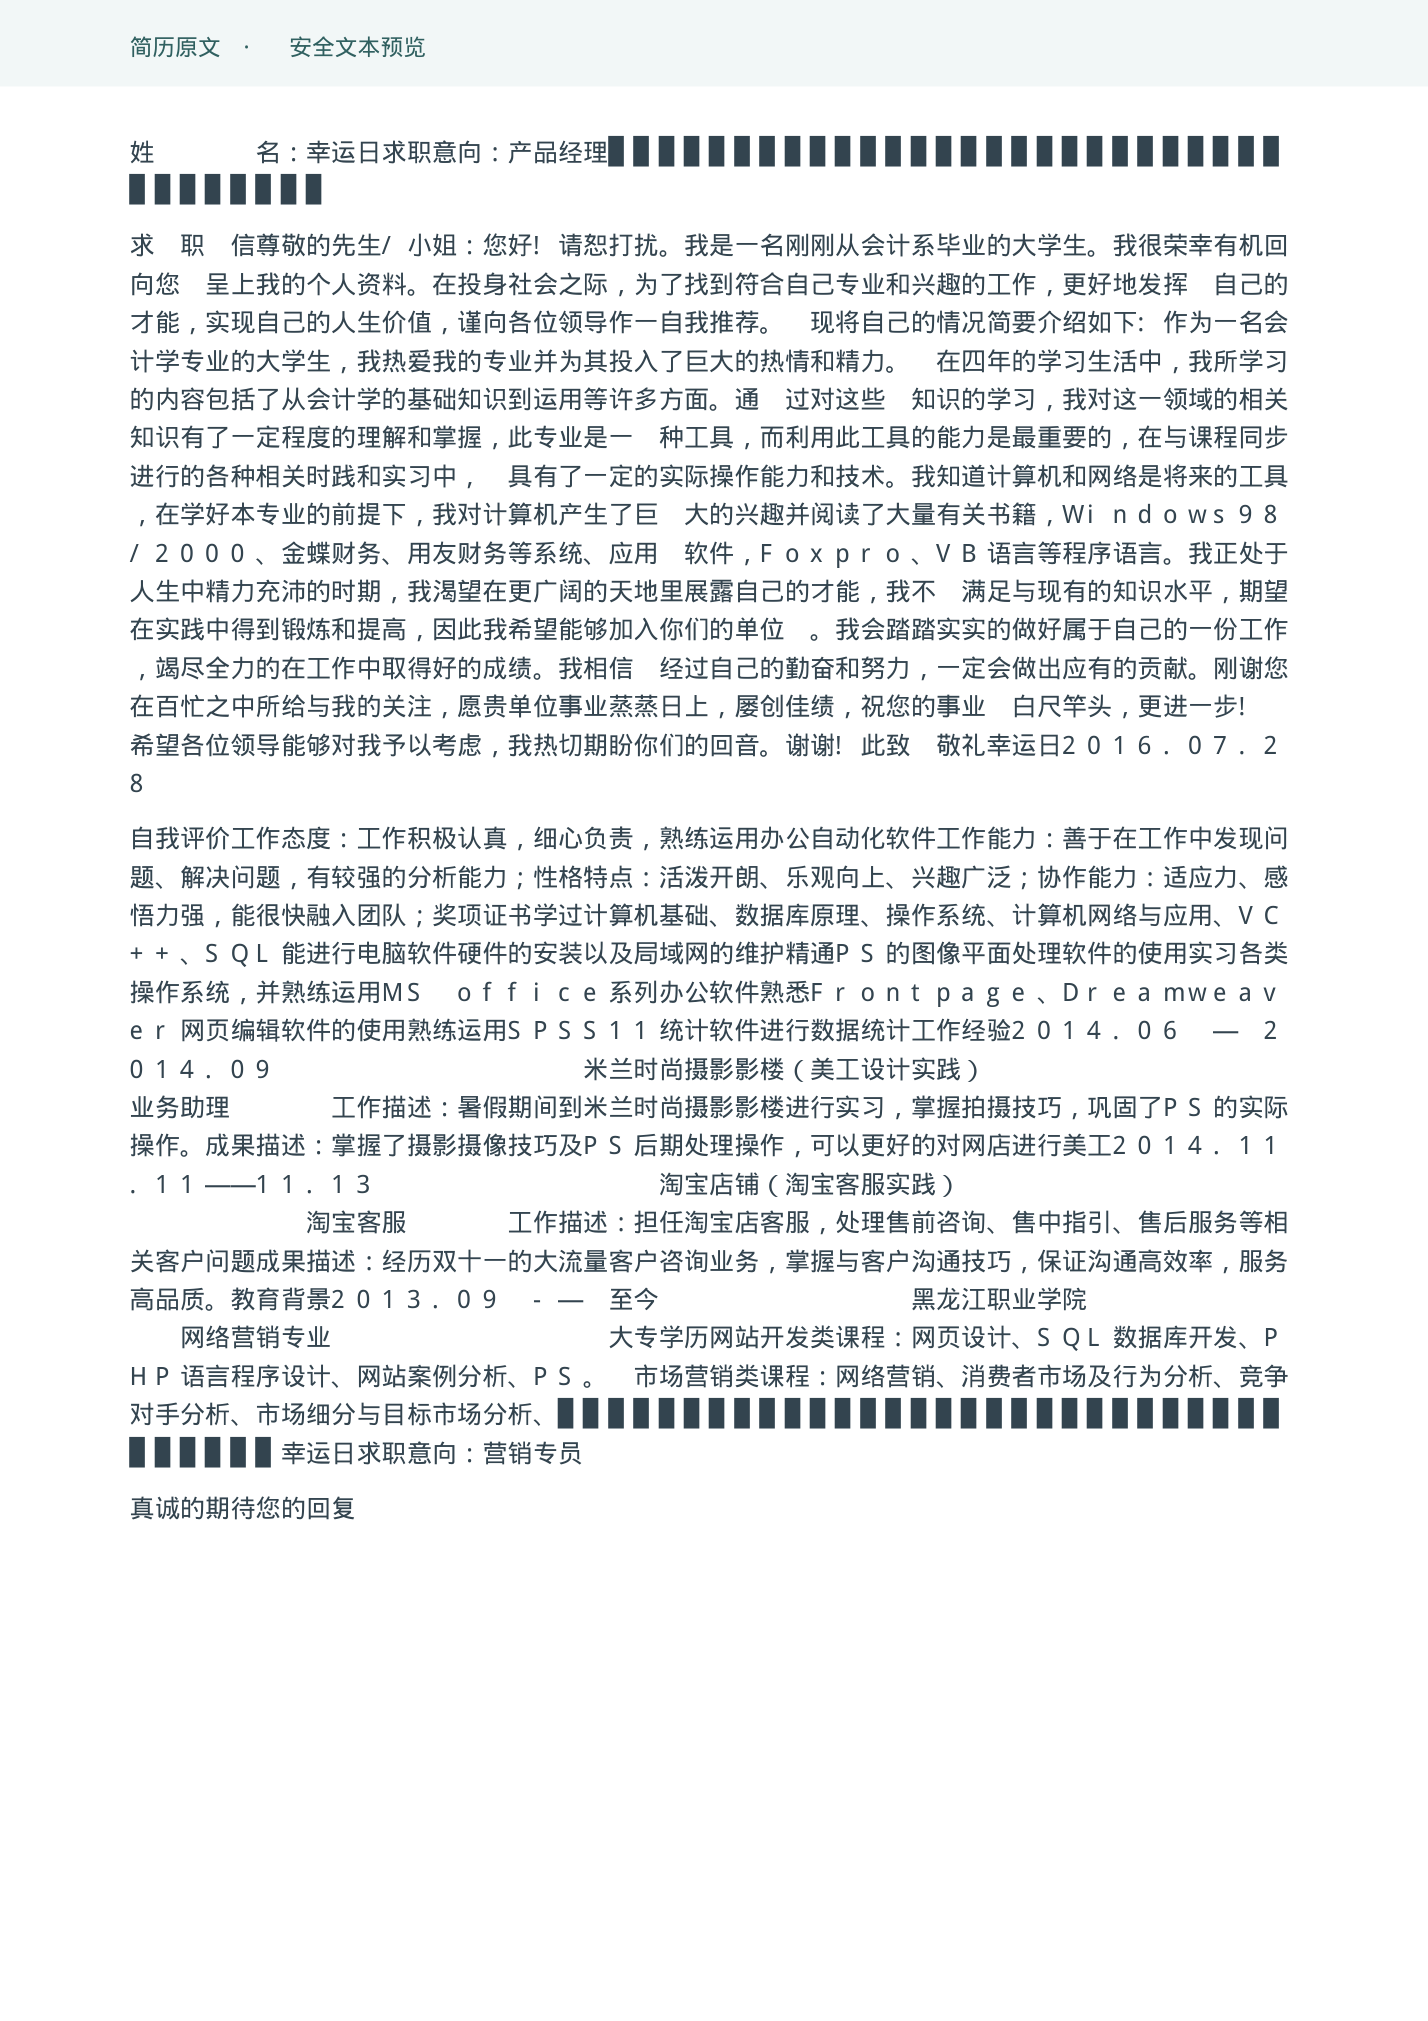 简历原文 · 安全文本预览
姓 名：幸运日求职意向：产品经理██████████████████████████████████
████████
求 职 信尊敬的先生/ 小姐：您好! 请恕打扰。我是一名刚刚从会计系毕业的大学生。我很荣幸有机回
向您 呈上我的个人资料。在投身社会之际，为了找到符合自己专业和兴趣的工作，更好地发挥 自己的
才能，实现自己的人生价值，谨向各位领导作一自我推荐。 现将自己的情况简要介绍如下: 作为一名会
计学专业的大学生，我热爱我的专业并为其投入了巨大的热情和精力。 在四年的学习生活中，我所学习
的内容包括了从会计学的基础知识到运用等许多方面。通 过对这些 知识的学习，我对这一领域的相关
知识有了一定程度的理解和掌握，此专业是一 种工具，而利用此工具的能力是最重要的，在与课程同步
进行的各种相关时践和实习中， 具有了一定的实际操作能力和技术。我知道计算机和网络是将来的工具
，在学好本专业的前提下，我对计算机产生了巨 大的兴趣并阅读了大量有关书籍，Windows98
/2000、金蝶财务、用友财务等系统、应用 软件，Foxpro、VB语言等程序语言。我正处于
人生中精力充沛的时期，我渴望在更广阔的天地里展露自己的才能，我不 满足与现有的知识水平，期望
在实践中得到锻炼和提高，因此我希望能够加入你们的单位 。我会踏踏实实的做好属于自己的一份工作
，竭尽全力的在工作中取得好的成绩。我相信 经过自己的勤奋和努力，一定会做出应有的贡献。刚谢您
在百忙之中所给与我的关注，愿贵单位事业蒸蒸日上，屡创佳绩，祝您的事业 白尺竿头，更进一步!
希望各位领导能够对我予以考虑，我热切期盼你们的回音。谢谢! 此致 敬礼幸运日2016.07.2
8
自我评价工作态度：工作积极认真，细心负责，熟练运用办公自动化软件工作能力：善于在工作中发现问
题、解决问题，有较强的分析能力；性格特点：活泼开朗、乐观向上、兴趣广泛；协作能力：适应力、感
悟力强，能很快融入团队；奖项证书学过计算机基础、数据库原理、操作系统、计算机网络与应用、VC
++、SQL能进行电脑软件硬件的安装以及局域网的维护精通PS的图像平面处理软件的使用实习各类
操作系统，并熟练运用MS office系列办公软件熟悉Frontpage、Dreamweav
er网页编辑软件的使用熟练运用SPSS11统计软件进行数据统计工作经验2014.06 — 2
014.09 米兰时尚摄影影楼（美工设计实践）
业务助理 工作描述：暑假期间到米兰时尚摄影影楼进行实习，掌握拍摄技巧，巩固了PS的实际
操作。成果描述：掌握了摄影摄像技巧及PS后期处理操作，可以更好的对网店进行美工2014.11
.11——11.13 淘宝店铺（淘宝客服实践）
淘宝客服 工作描述：担任淘宝店客服，处理售前咨询、售中指引、售后服务等相
关客户问题成果描述：经历双十一的大流量客户咨询业务，掌握与客户沟通技巧，保证沟通高效率，服务
高品质。教育背景2013.09 -— 至今 黑龙江职业学院
网络营销专业 大专学历网站开发类课程：网页设计、SQL数据库开发、P
HP语言程序设计、网站案例分析、PS。 市场营销类课程：网络营销、消费者市场及行为分析、竞争
对手分析、市场细分与目标市场分析、█████████████████████████████
██████幸运日求职意向：营销专员
真诚的期待您的回复